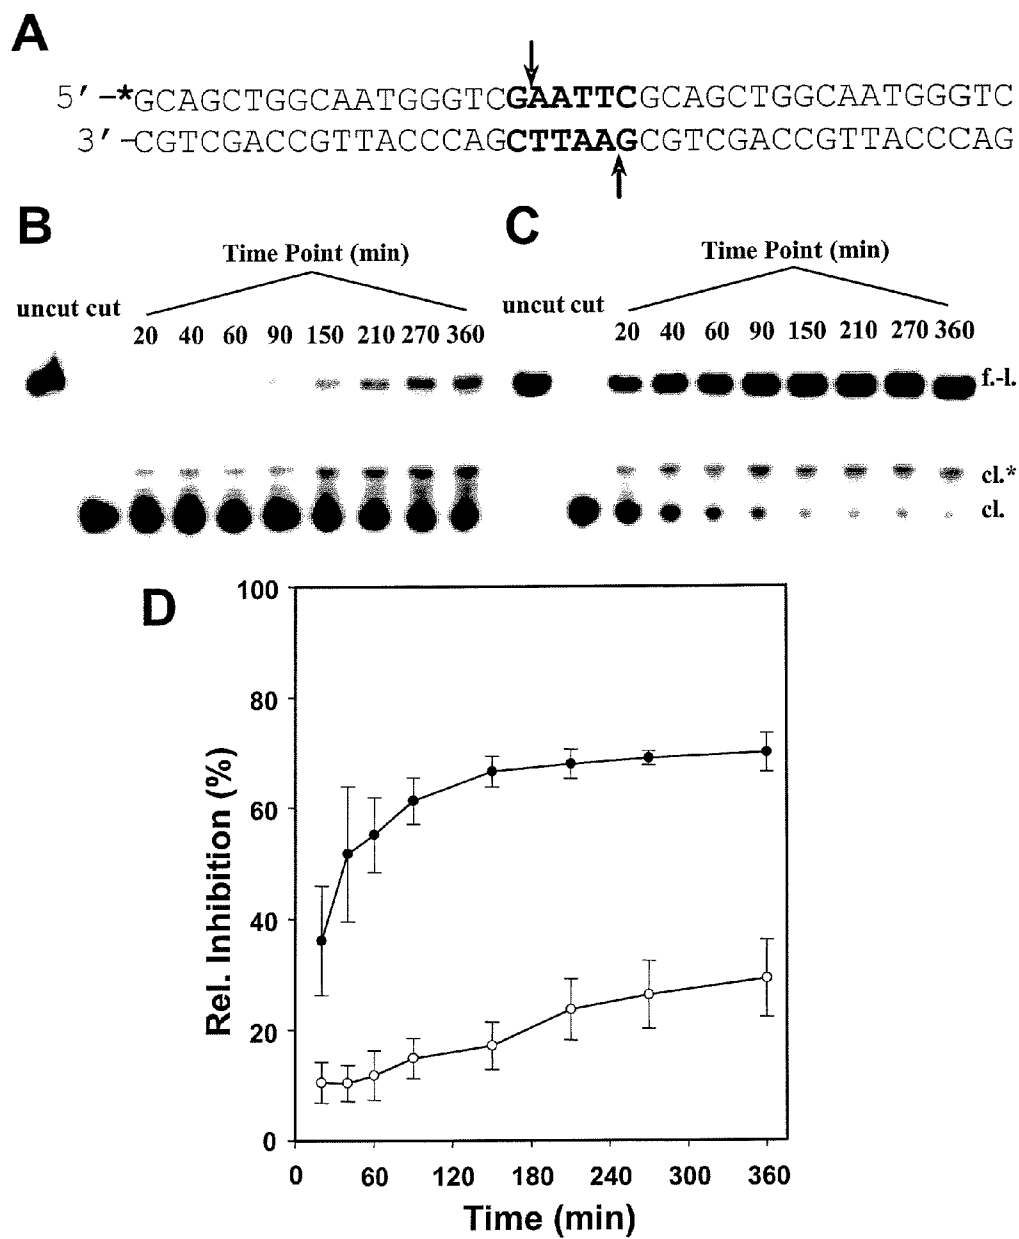 A
5′-*GCAGCTGGCAATGGGTCGAATTCGCAGCTGGCAATGGGTC
3′-CGTCGACCGTTACCCAGCTTAAGCGTCGACCGTTACCCAG
B
Time Point (min)
uncut cut
20 40 60 90 150 210 270 360
C
Time Point (min)
uncut cut
20 40 60 90 150 210 270 360
f.-l.
cl.*
cl.
D
100
80
60
40
20
0
Rel. Inhibition (%)
0 60 120 180 240 300 360
Time (min)